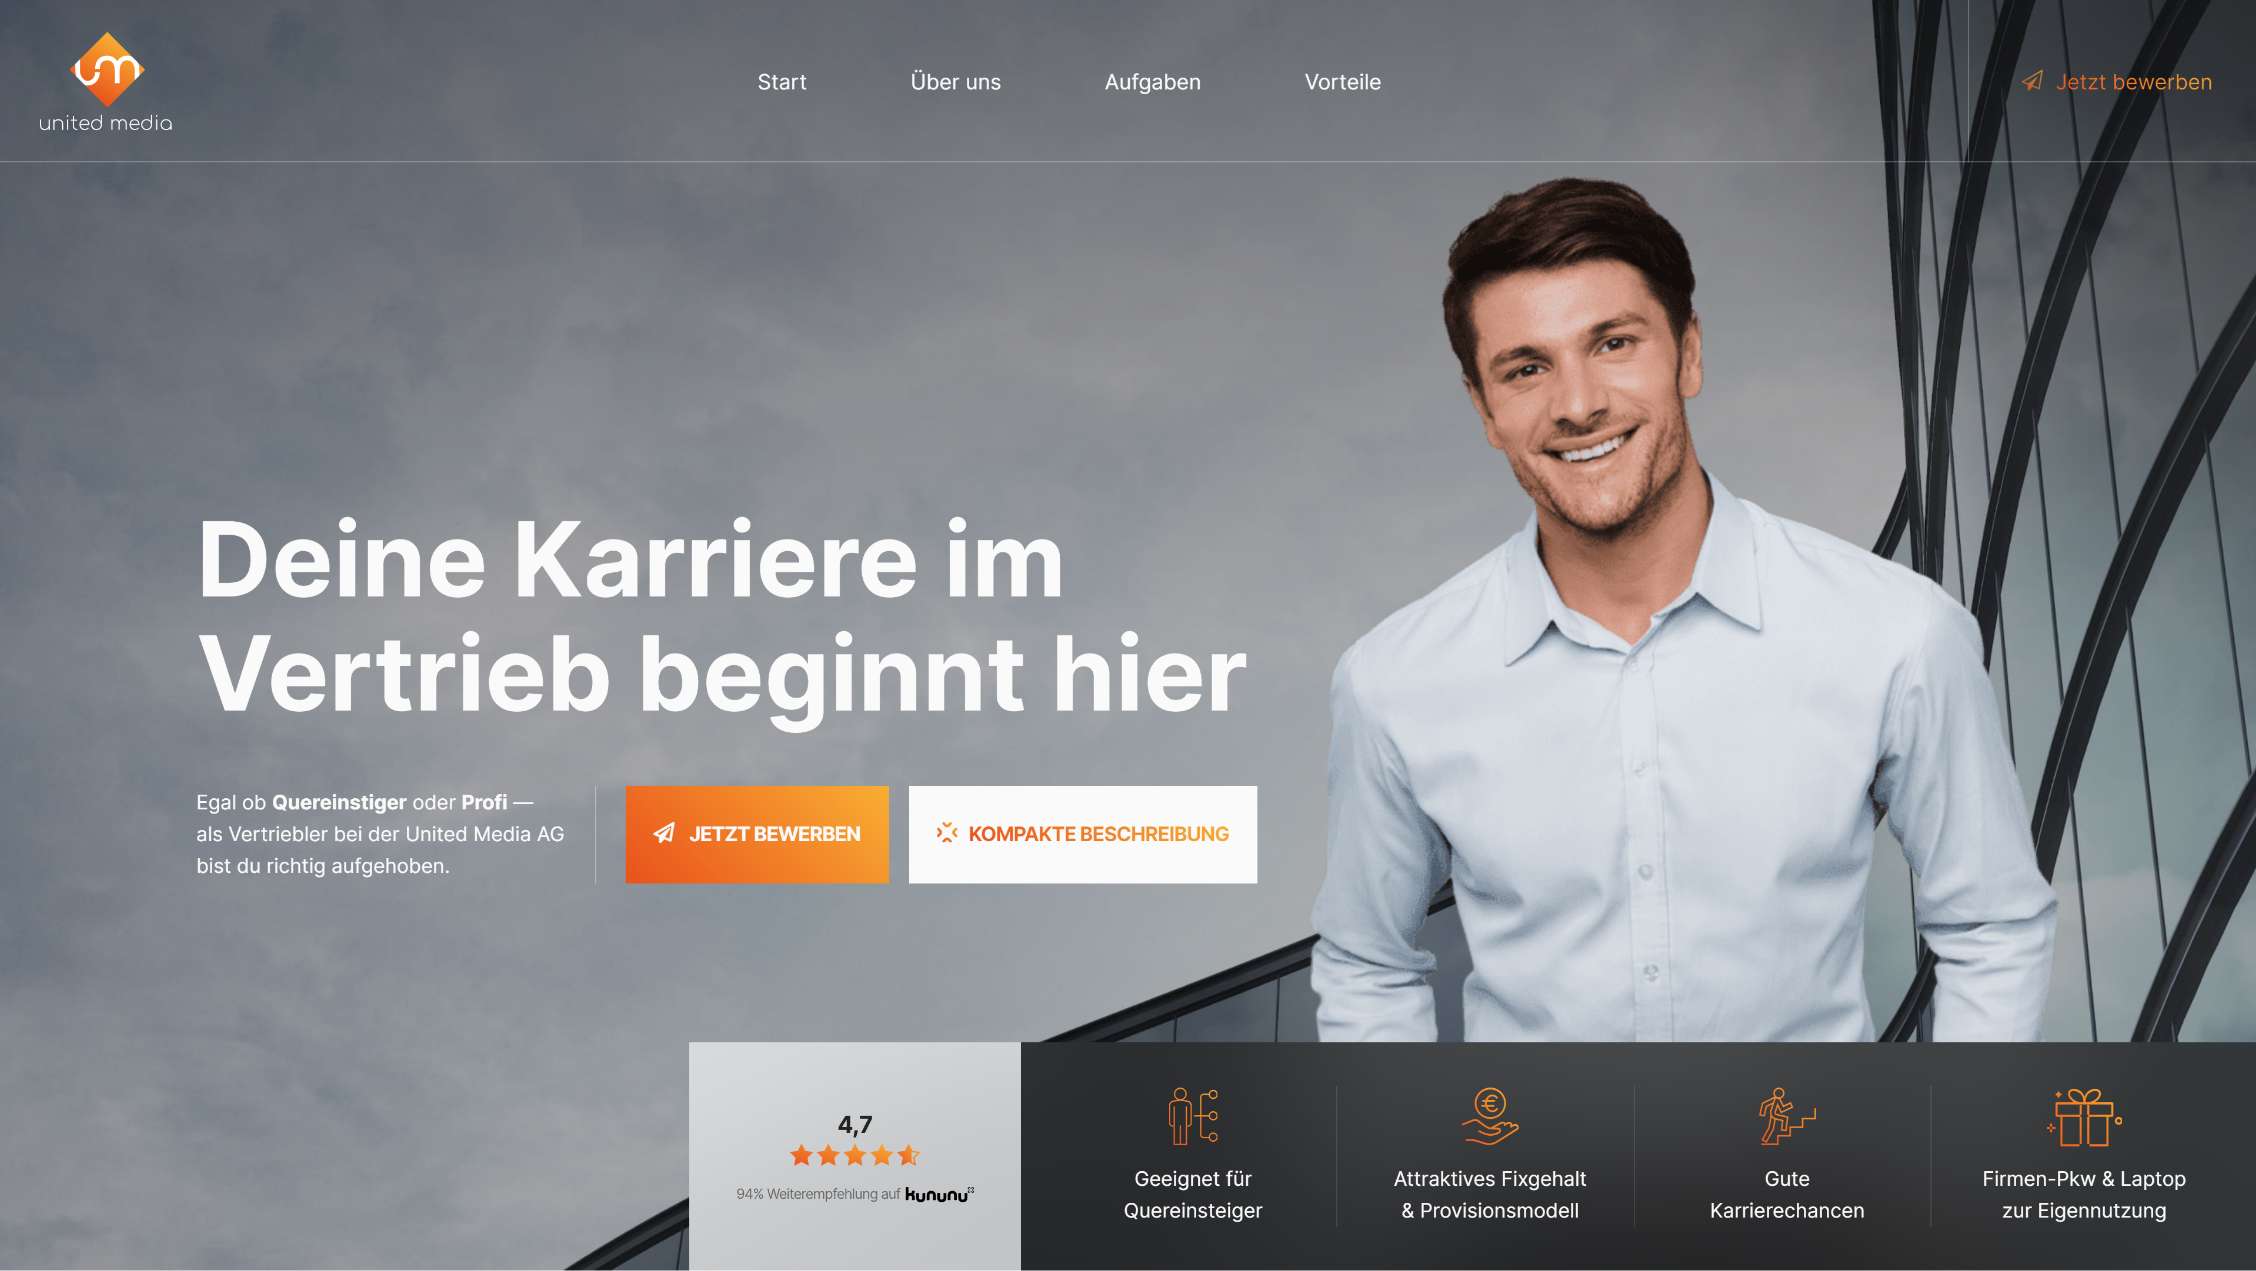 united media
Start
Über uns
Aufgaben
Vorteile
Jetzt bewerben
Deine Karriere im
Vertrieb beginnt hier
Egal ob Quereinstiger oder Profi —
als Vertriebler bei der United Media AG
bist du richtig aufgehoben.
JETZT BEWERBEN
KOMPAKTE BESCHREIBUNG
4,7
94% Weiterempfehlung auf kununu
Geeignet für
Quereinsteiger
Attraktives Fixgehalt
& Provisionsmodell
Gute
Karrierechancen
Firmen-Pkw & Laptop
zur Eigennutzung